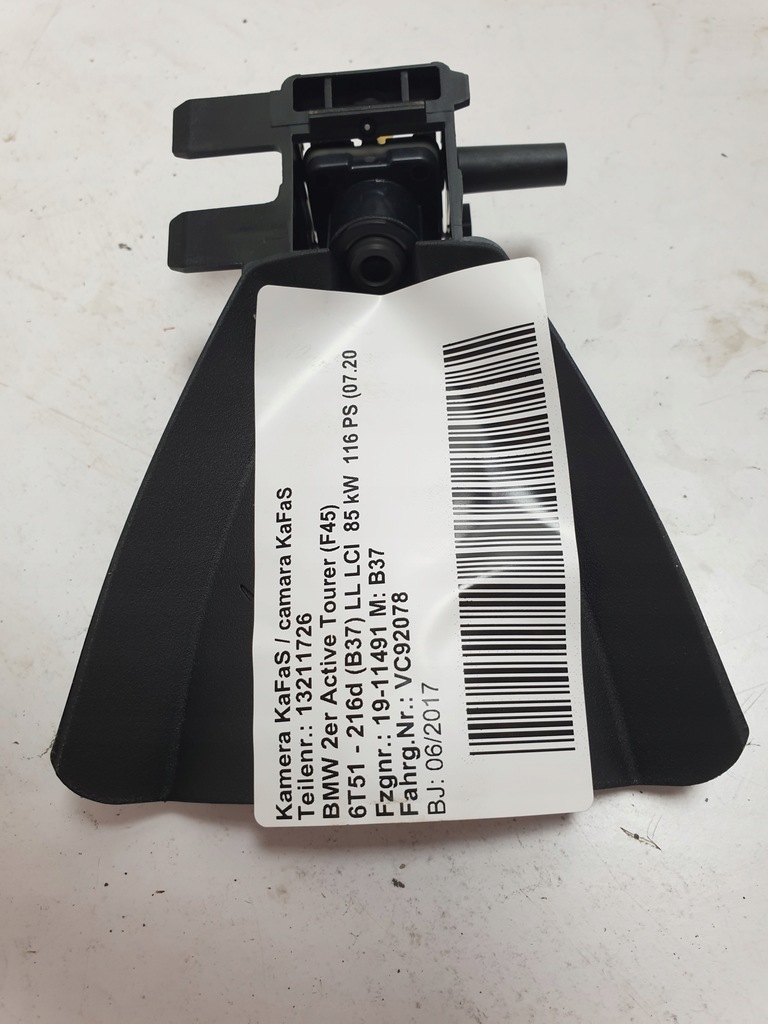 Kamera KaFaS / camara KaFaS
Teilenr.: 13211726
BMW 2er Active Tourer (F45)
6T51 - 216d (B37) LL LCI 85 kW 116 PS (07.20
Fzgnr.: 19-11491 M: B37
Fahrg.Nr.: VC92078
BJ: 06/2017